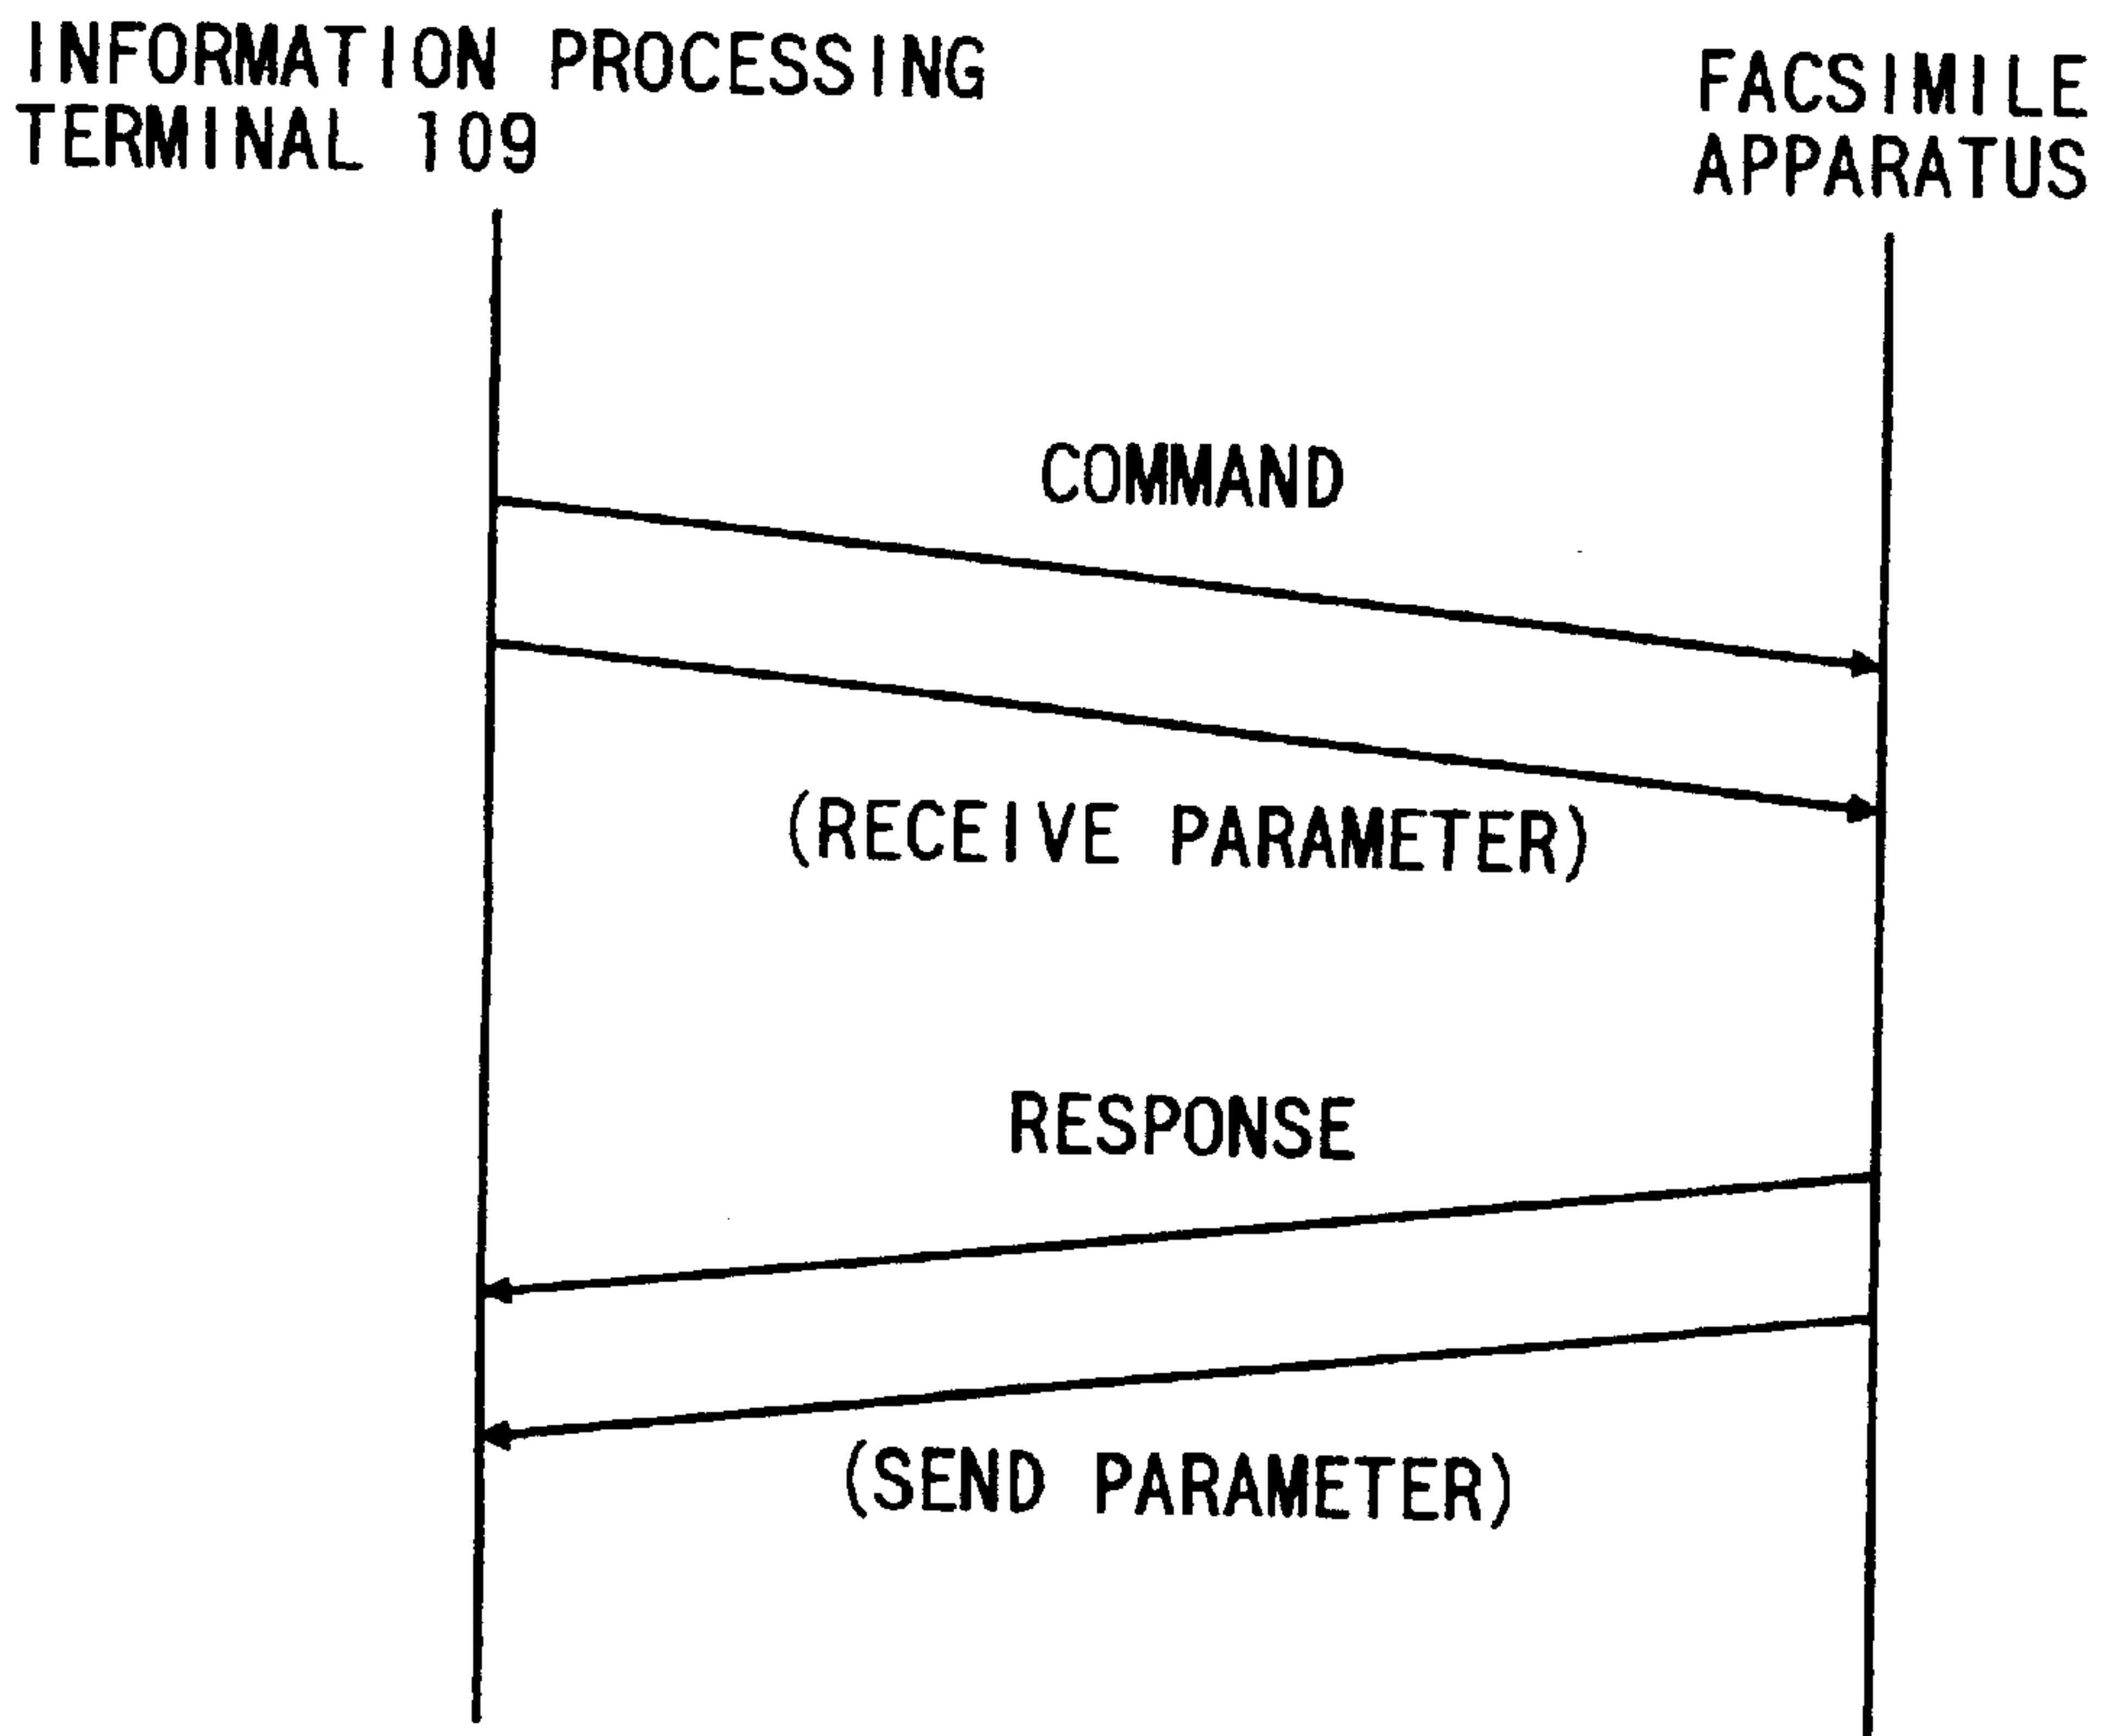 INFORMATION PROCESSING
TERMINAL 109
FACSIMILE
APPARATUS
COMMAND
(RECEIVE PARAMETER)
RESPONSE
(SEND PARAMETER)